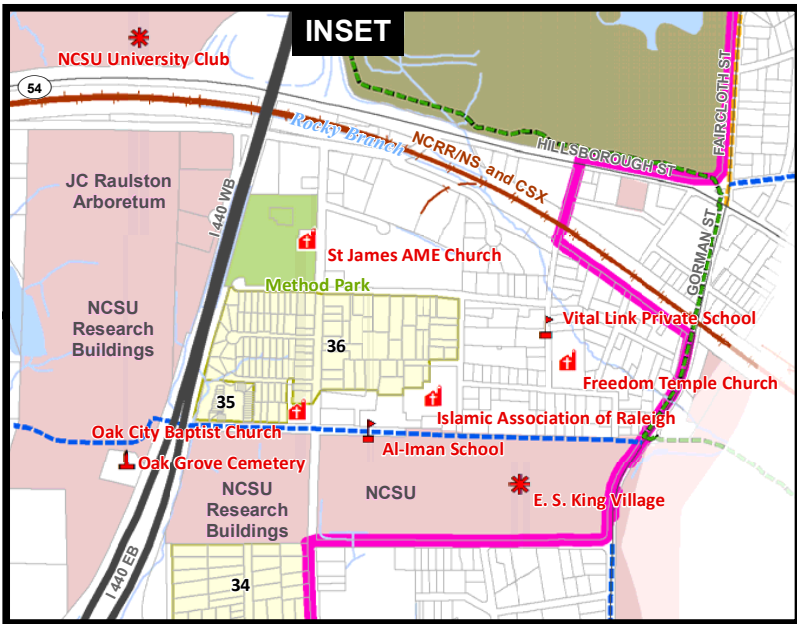 INSET
NCSU University Club
54
Rocky Branch
NCRR/NS and CSX
HILLSBOROUGH ST
FAIRCLOTH ST
JC Raulston
Arboretum
I 440 WB
GORMAN ST
St James AME Church
Method Park
NCSU
Research
Buildings
Vital Link Private School
36
Freedom Temple Church
35
Islamic Association of Raleigh
Oak City Baptist Church
Al-Iman School
Oak Grove Cemetery
NCSU
Research
Buildings
NCSU
E. S. King Village
I 440 EB
34